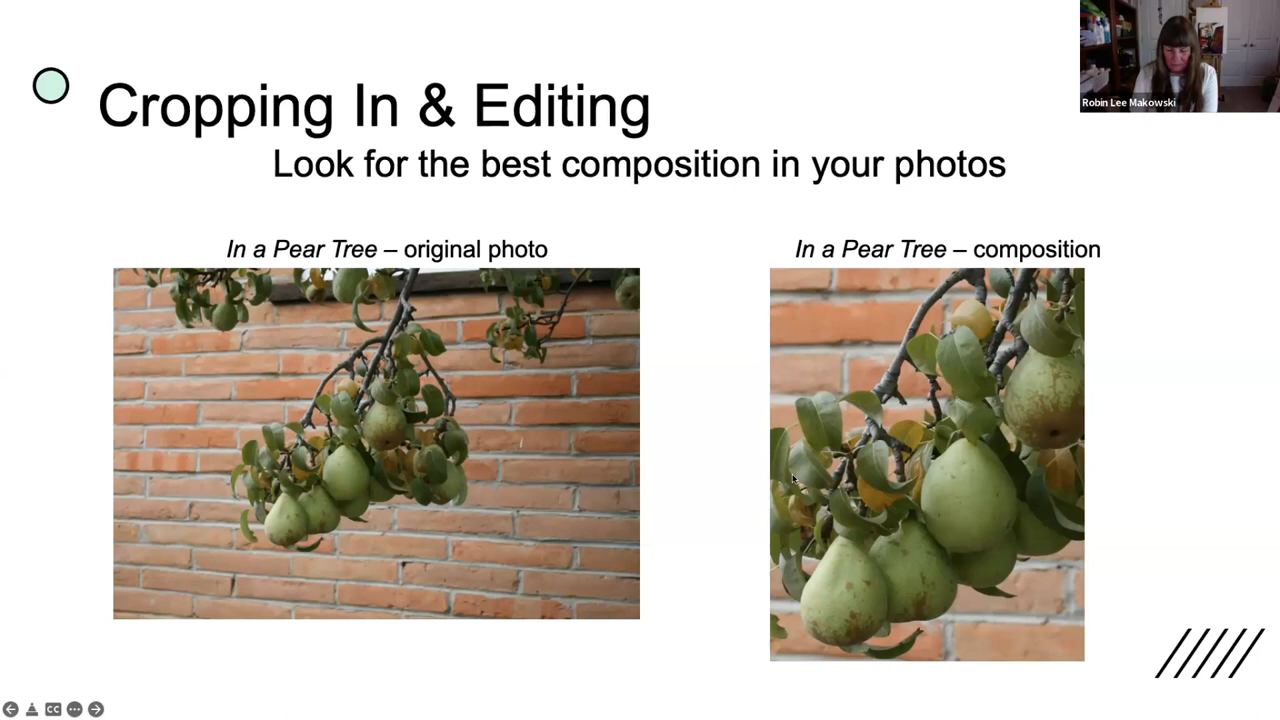 Robin Lee Makowski
Cropping In & Editing
Look for the best composition in your photos
In a Pear Tree – original photo
In a Pear Tree – composition
CC